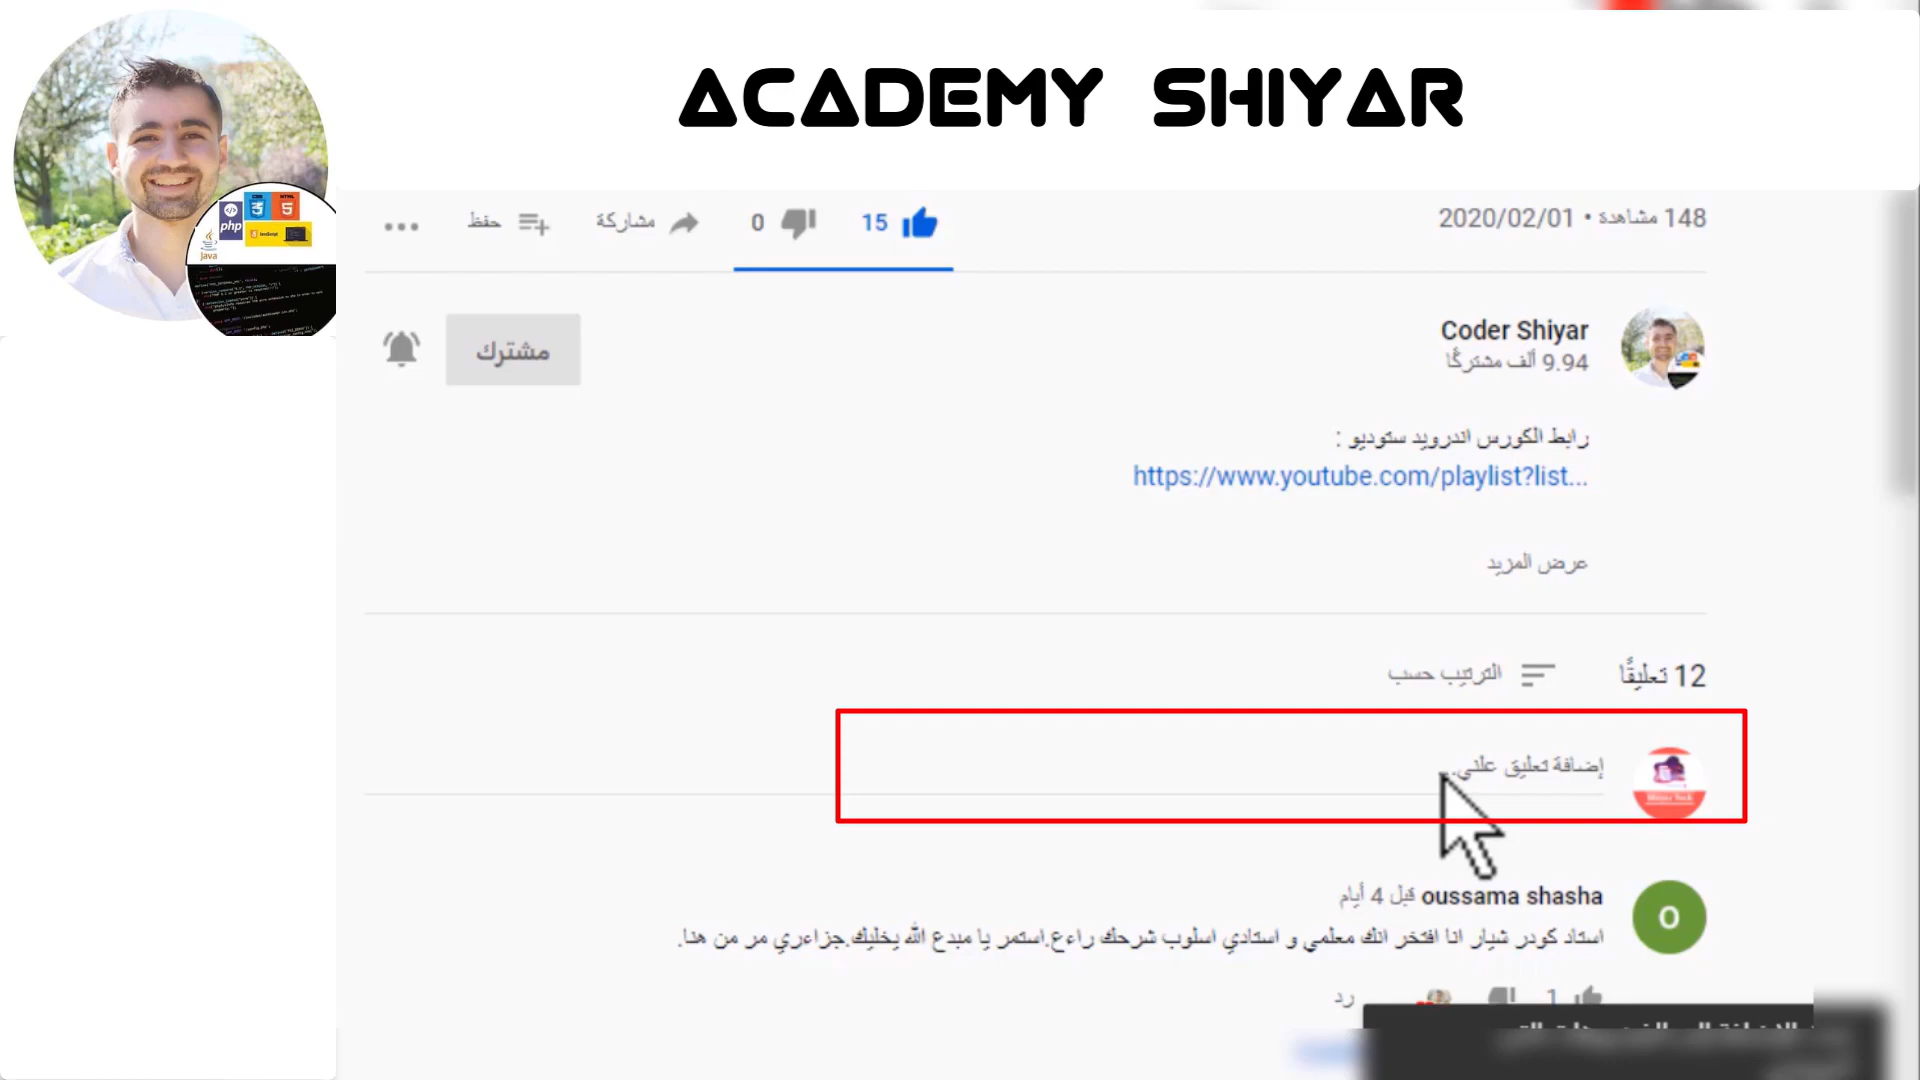 ACADEMY SHIYAR
php
Java
148 مشاهدة • 2020/02/01
15
0
مشاركة
حفظ
Coder Shiyar
9.94 ألف مشتركًا
مشترك
رابط الكورس اندرويد ستوديو :
https://www.youtube.com/playlist?list...
عرض المزيد
12 تعليقًا
الترتيب حسب
إضافة تعليق علني...
oussama shasha قبل 4 أيام
O
استاد كودر شيار انا افتخر انك معلمي و استادي اسلوب شرحك راءع.استمر يا مبدع الله يخليك.جزاءري مر من هنا.
1
رد